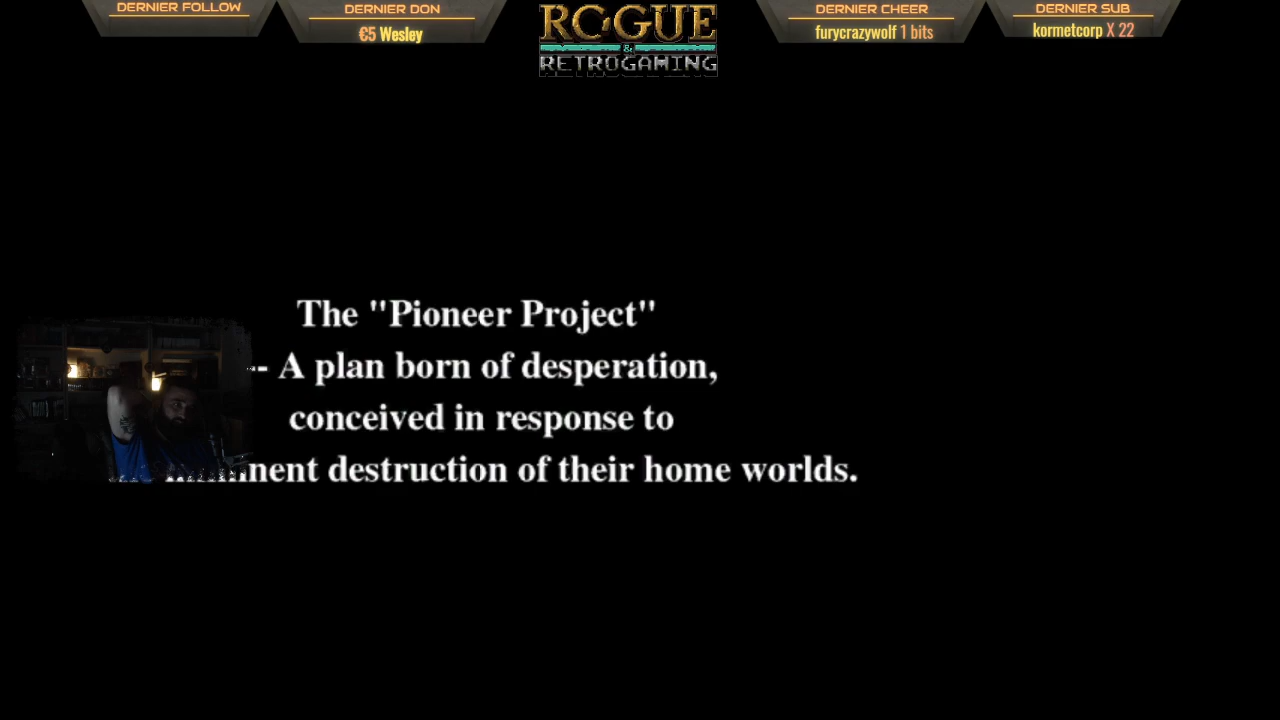 DERNIER FOLLOW
DERNIER DON
€5 Wesley
ROGUE
&
RETROGAMING
DERNIER CHEER
furycrazywolf 1 bits
DERNIER SUB
kormetcorp X 22
The "Pioneer Project"
-- A plan born of desperation,
conceived in response to
destruction of their home worlds.